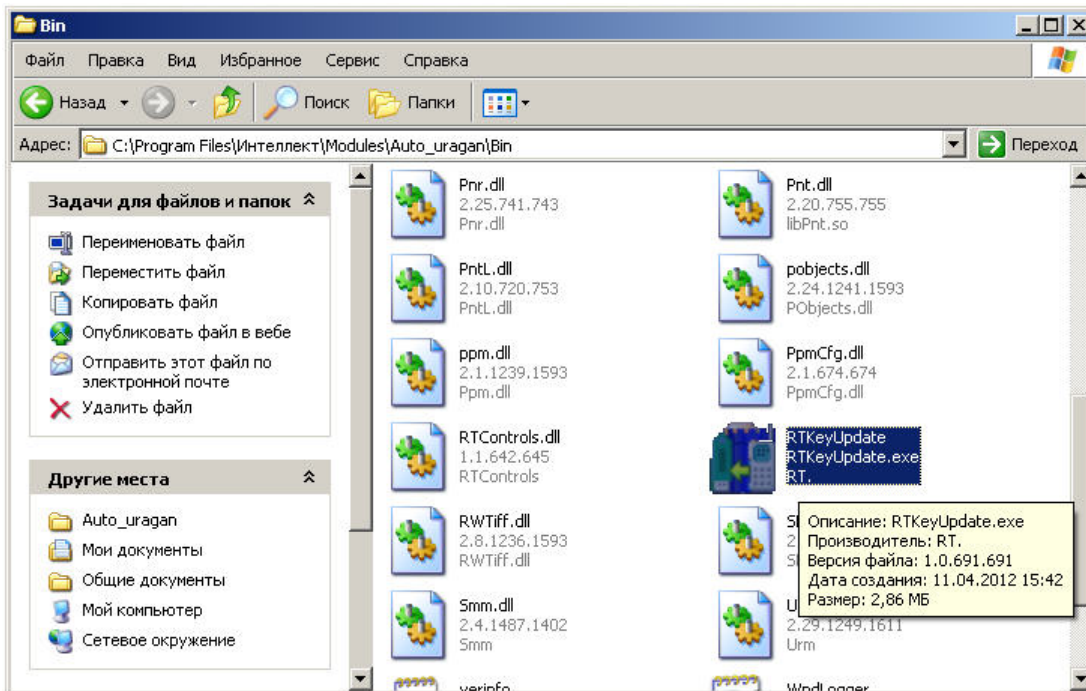 Bin
Файл Правка Вид Избранное Сервис Справка
Назад Поиск Папки
Адрес: C:\Program Files\Интеллект\Modules\Auto_uragan\Bin Переход
Задачи для файлов и папок
Переименовать файл
Переместить файл
Копировать файл
Опубликовать файл в вебе
Отправить этот файл по
электронной почте
Удалить файл
Другие места
Auto_uragan
Мои документы
Общие документы
Мой компьютер
Сетевое окружение
Pnr.dll
2.25.741.743
Pnr.dll
Pnt.dll
2.20.755.755
libPnt.so
PntL.dll
2.10.720.753
PntL.dll
pobjects.dll
2.24.1241.1593
PObjects.dll
ppm.dll
2.1.1239.1593
Ppm.dll
PpmCfg.dll
2.1.674.674
PpmCfg.dll
RTControls.dll
1.1.642.645
RTControls
RTKeyUpdate
RTKeyUpdate.exe
RT.
RWTiff.dll
2.8.1236.1593
RWTiff.dll
Описание: RTKeyUpdate.exe
Производитель: RT.
Версия файла: 1.0.691.691
Дата создания: 11.04.2012 15:42
Размер: 2,86 МБ
Smm.dll
2.4.1487.1402
Smm
2.29.1249.1611
Urm
verinfo
WndLogger